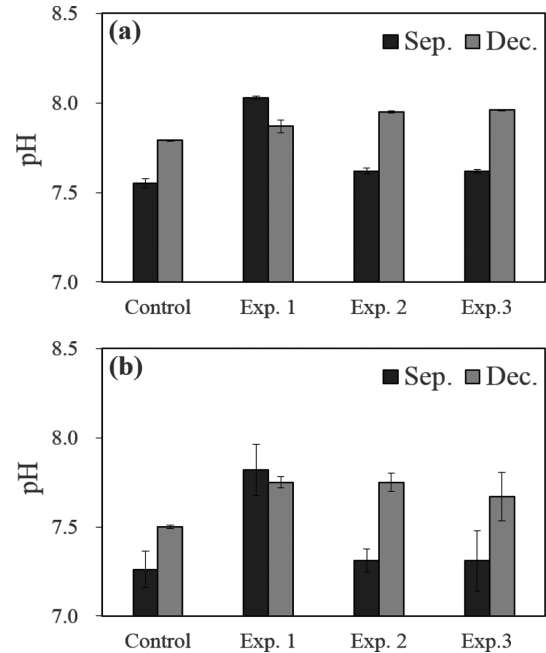 (a)
Sep. Dec.
8.5
8.0
7.5
7.0
pH
Control Exp. 1 Exp. 2 Exp.3
(b)
Sep. Dec.
8.5
8.0
7.5
7.0
pH
Control Exp. 1 Exp. 2 Exp.3